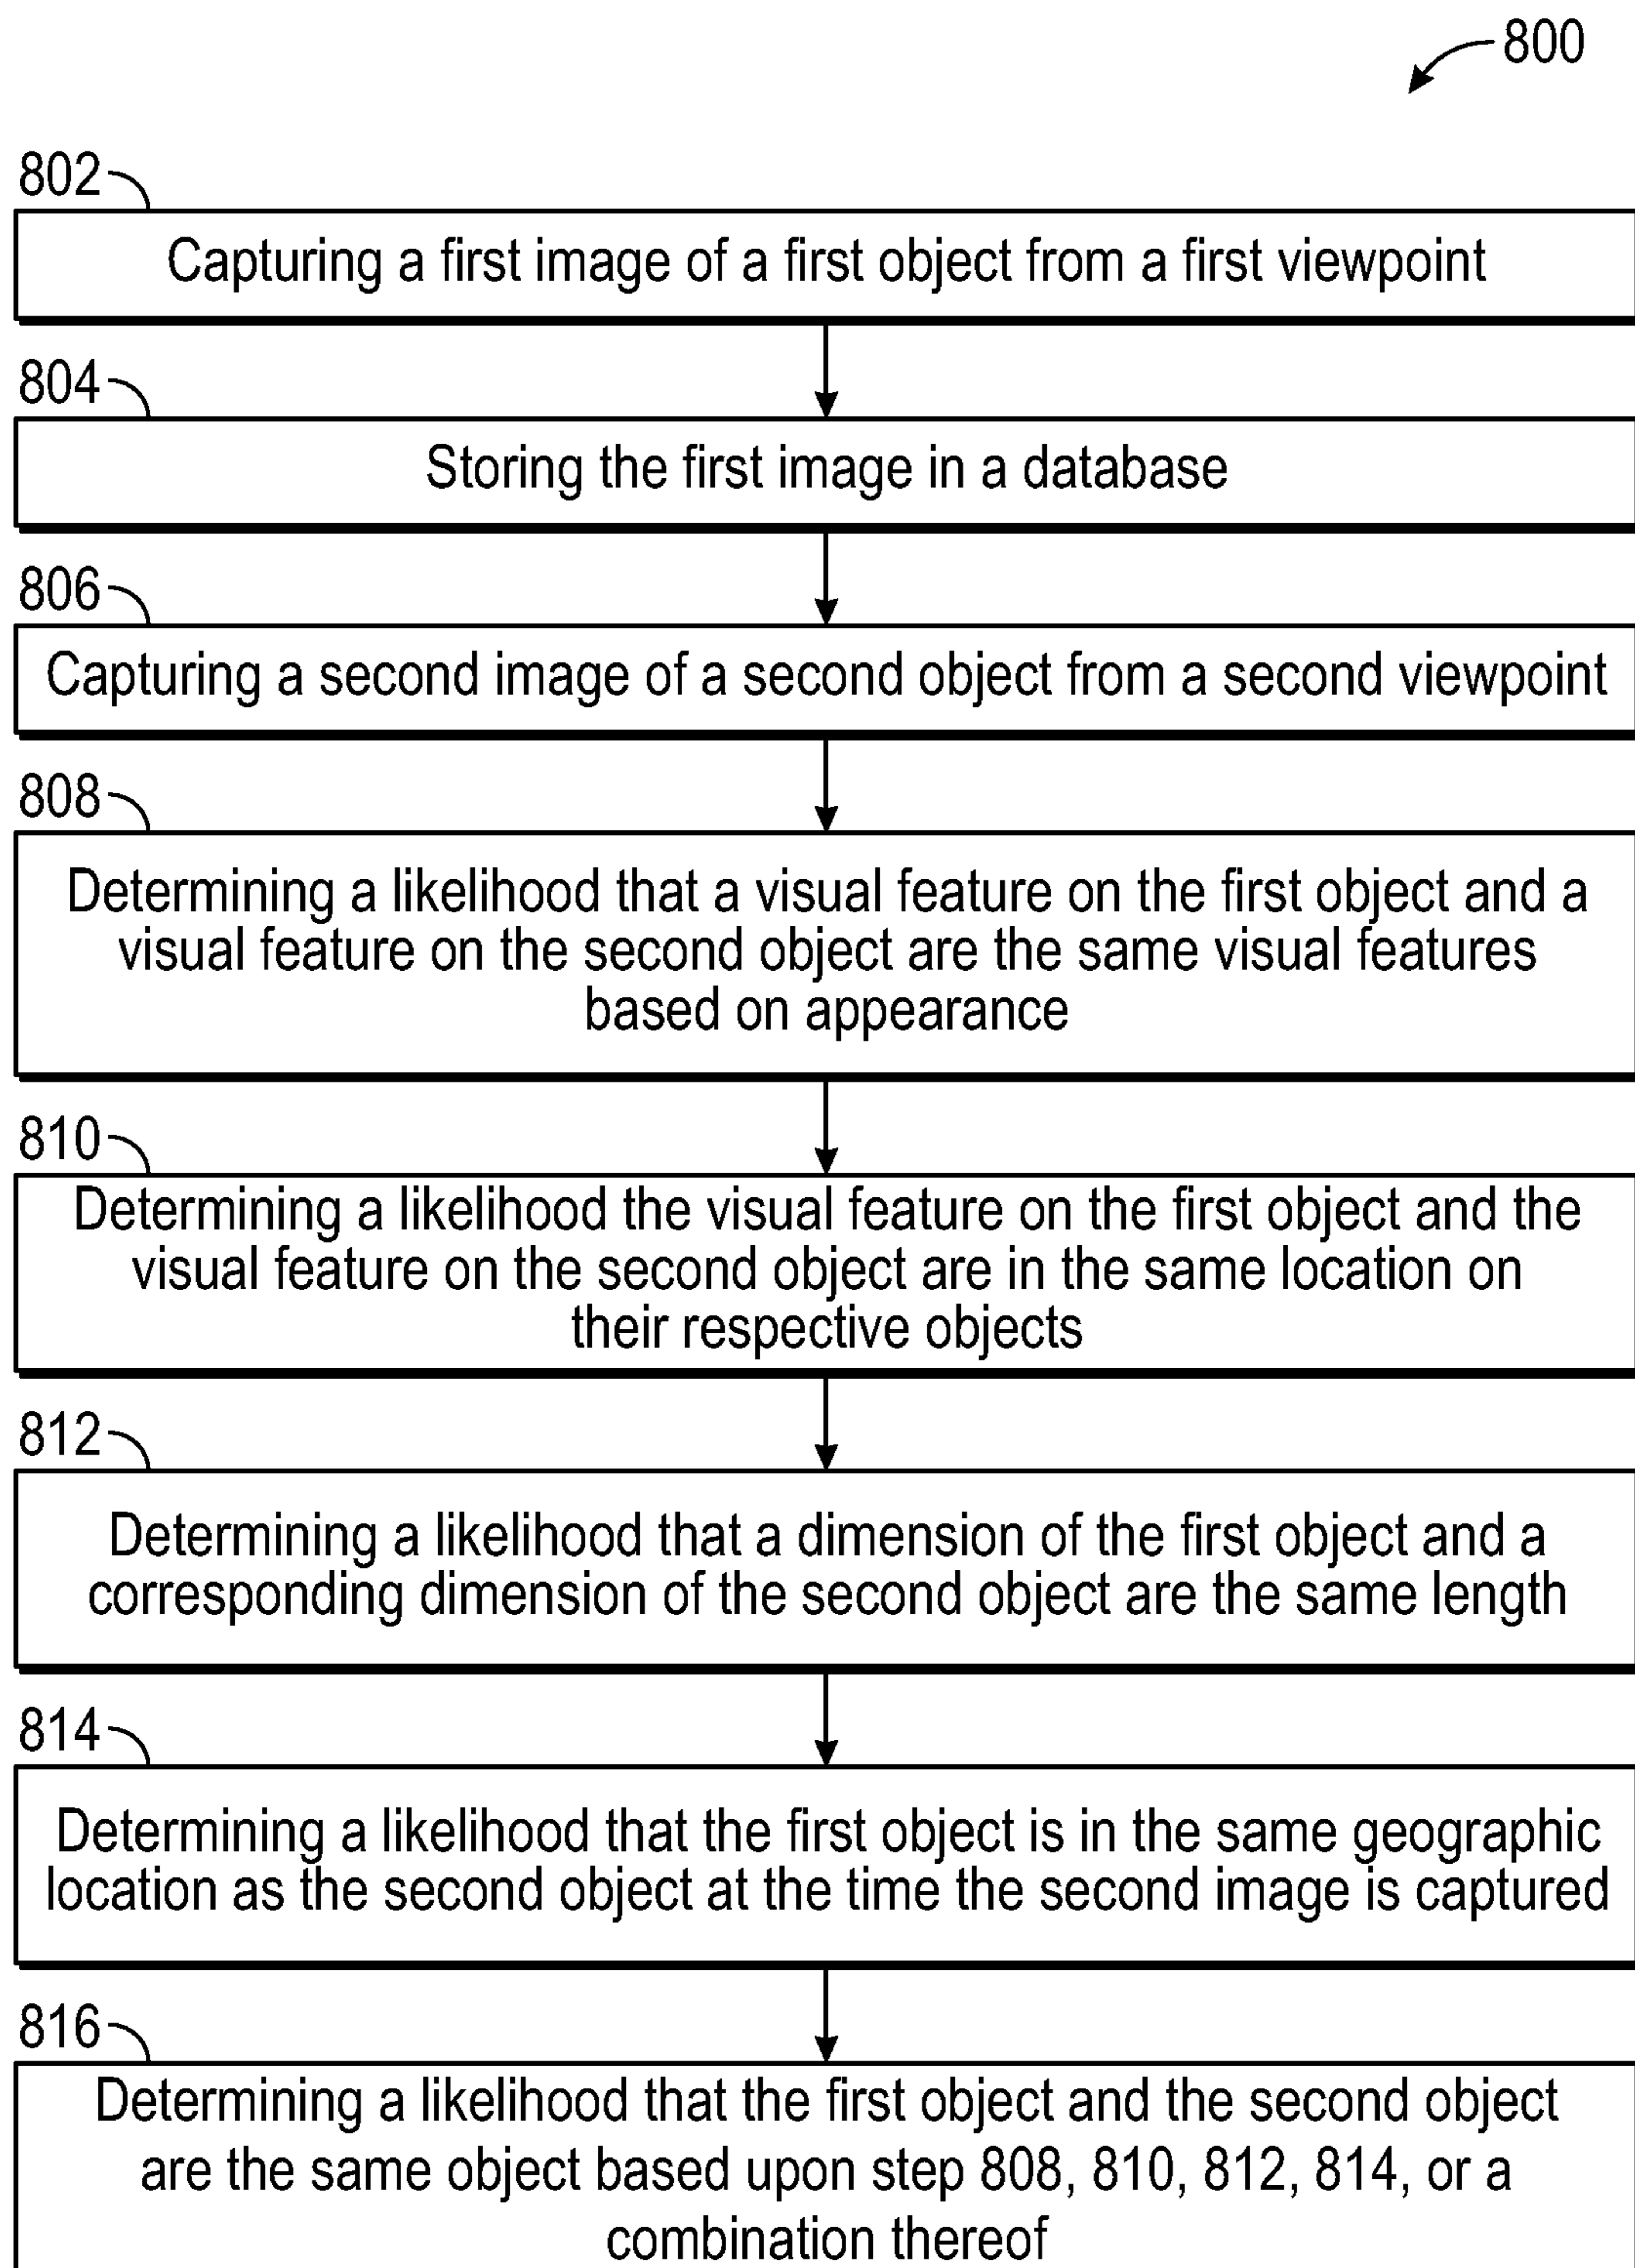 800
802
Capturing a first image of a first object from a first viewpoint
804
Storing the first image in a database
806
Capturing a second image of a second object from a second viewpoint
808
Determining a likelihood that a visual feature on the first object and a
visual feature on the second object are the same visual features
based on appearance
810
Determining a likelihood the visual feature on the first object and the
visual feature on the second object are in the same location on
their respective objects
812
Determining a likelihood that a dimension of the first object and a
corresponding dimension of the second object are the same length
814
Determining a likelihood that the first object is in the same geographic
location as the second object at the time the second image is captured
816
Determining a likelihood that the first object and the second object
are the same object based upon step 808, 810, 812, 814, or a
combination thereof